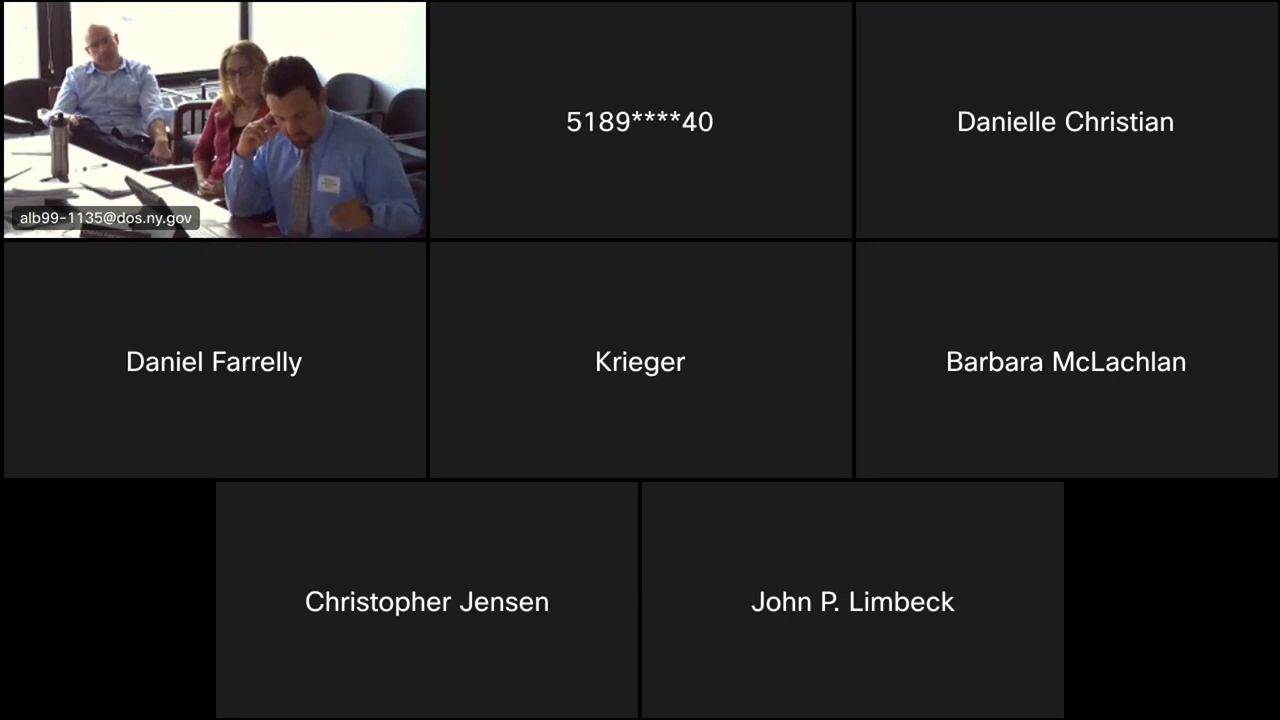 alb99-1135@dos.ny.gov
5189****40
Danielle Christian
Daniel Farrelly
Krieger
Barbara McLachlan
Christopher Jensen
John P. Limbeck